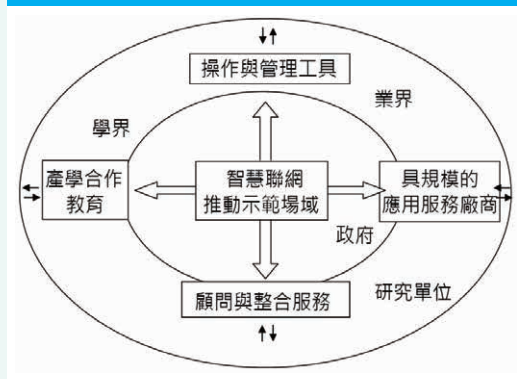 操作與管理工具
業界
學界
產學合作
教育
智慧聯網
推動示範場域
具規模的
應用服務廠商
政府
顧問與整合服務
研究單位